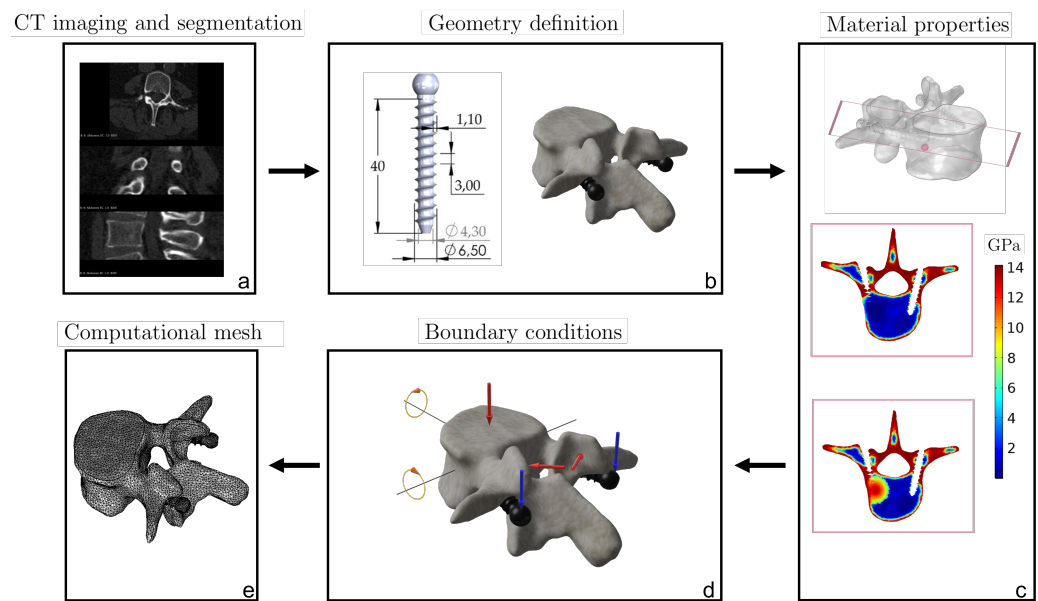 CT imaging and segmentation
a
Geometry definition
1,10
40
3,00
Ø 4,30
Ø 6,50
b
Material properties
GPa
14
12
10
8
6
4
2
c
Boundary conditions
d
Computational mesh
e